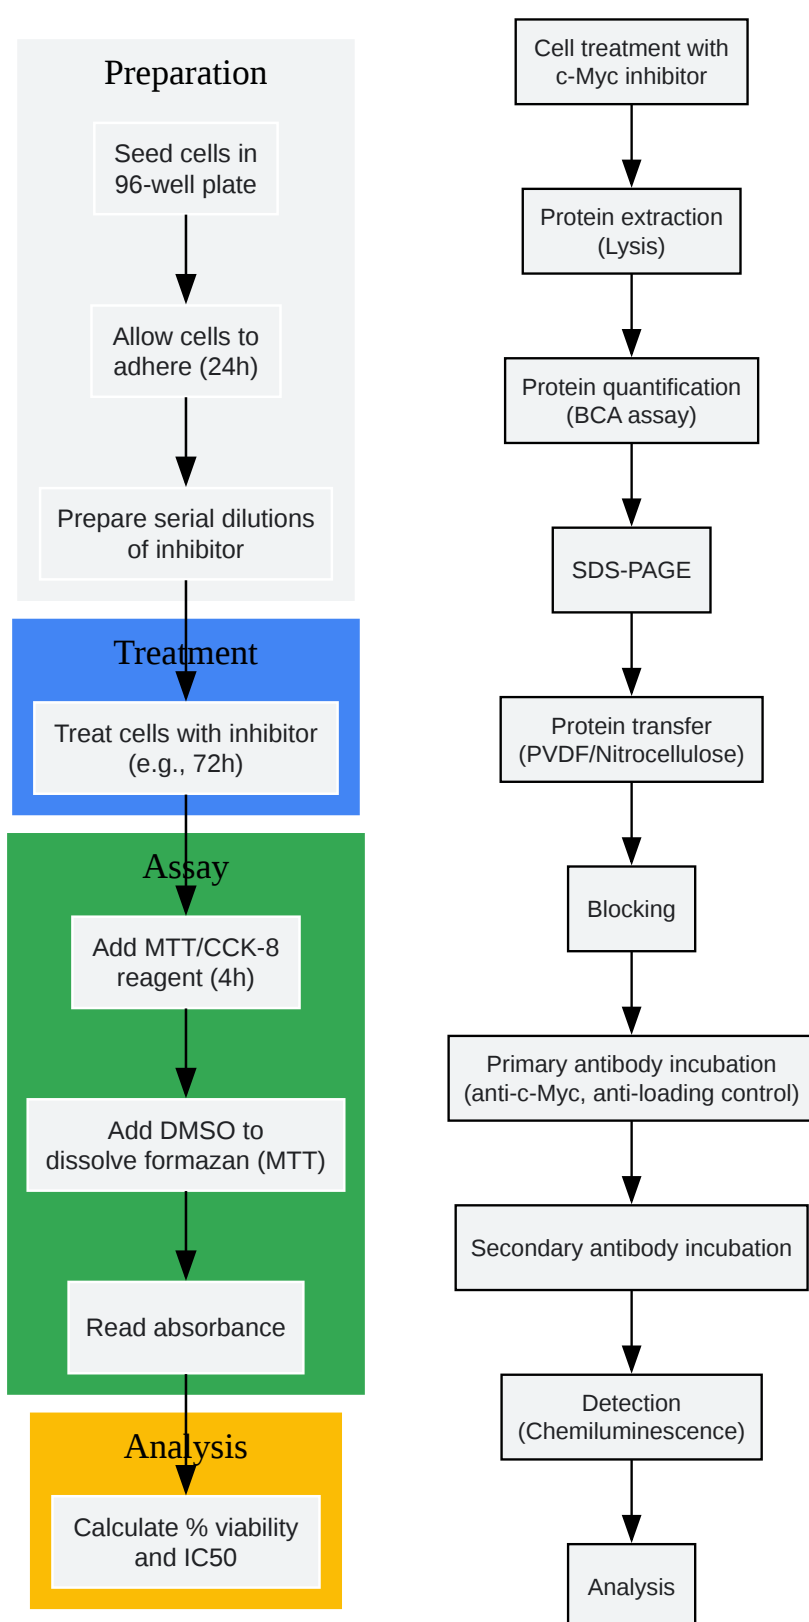 Preparation
Seed cells in
96-well plate
Allow cells to
adhere (24h)
Prepare serial dilutions
of inhibitor
Treatment
Treat cells with inhibitor
(e.g., 72h)
Assay
Add MTT/CCK-8
reagent (4h)
Add DMSO to
dissolve formazan (MTT)
Read absorbance
Analysis
Calculate % viability
and IC50
Cell treatment with
c-Myc inhibitor
Protein extraction
(Lysis)
Protein quantification
(BCA assay)
SDS-PAGE
Protein transfer
(PVDF/Nitrocellulose)
Blocking
Primary antibody incubation
(anti-c-Myc, anti-loading control)
Secondary antibody incubation
Detection
(Chemiluminescence)
Analysis